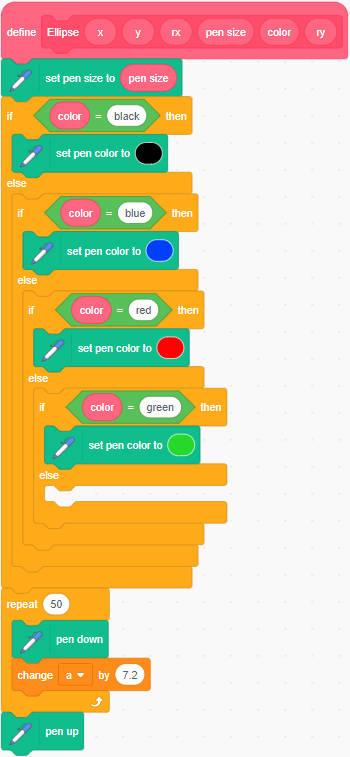 define Ellipse x y rx pen size color ry
set pen size to pen size
if color = black then
set pen color to
else
if color = blue then
set pen color to
else
if color = red then
set pen color to
else
if color = green then
set pen color to
else
repeat 50
pen down
change a by 7.2
pen up